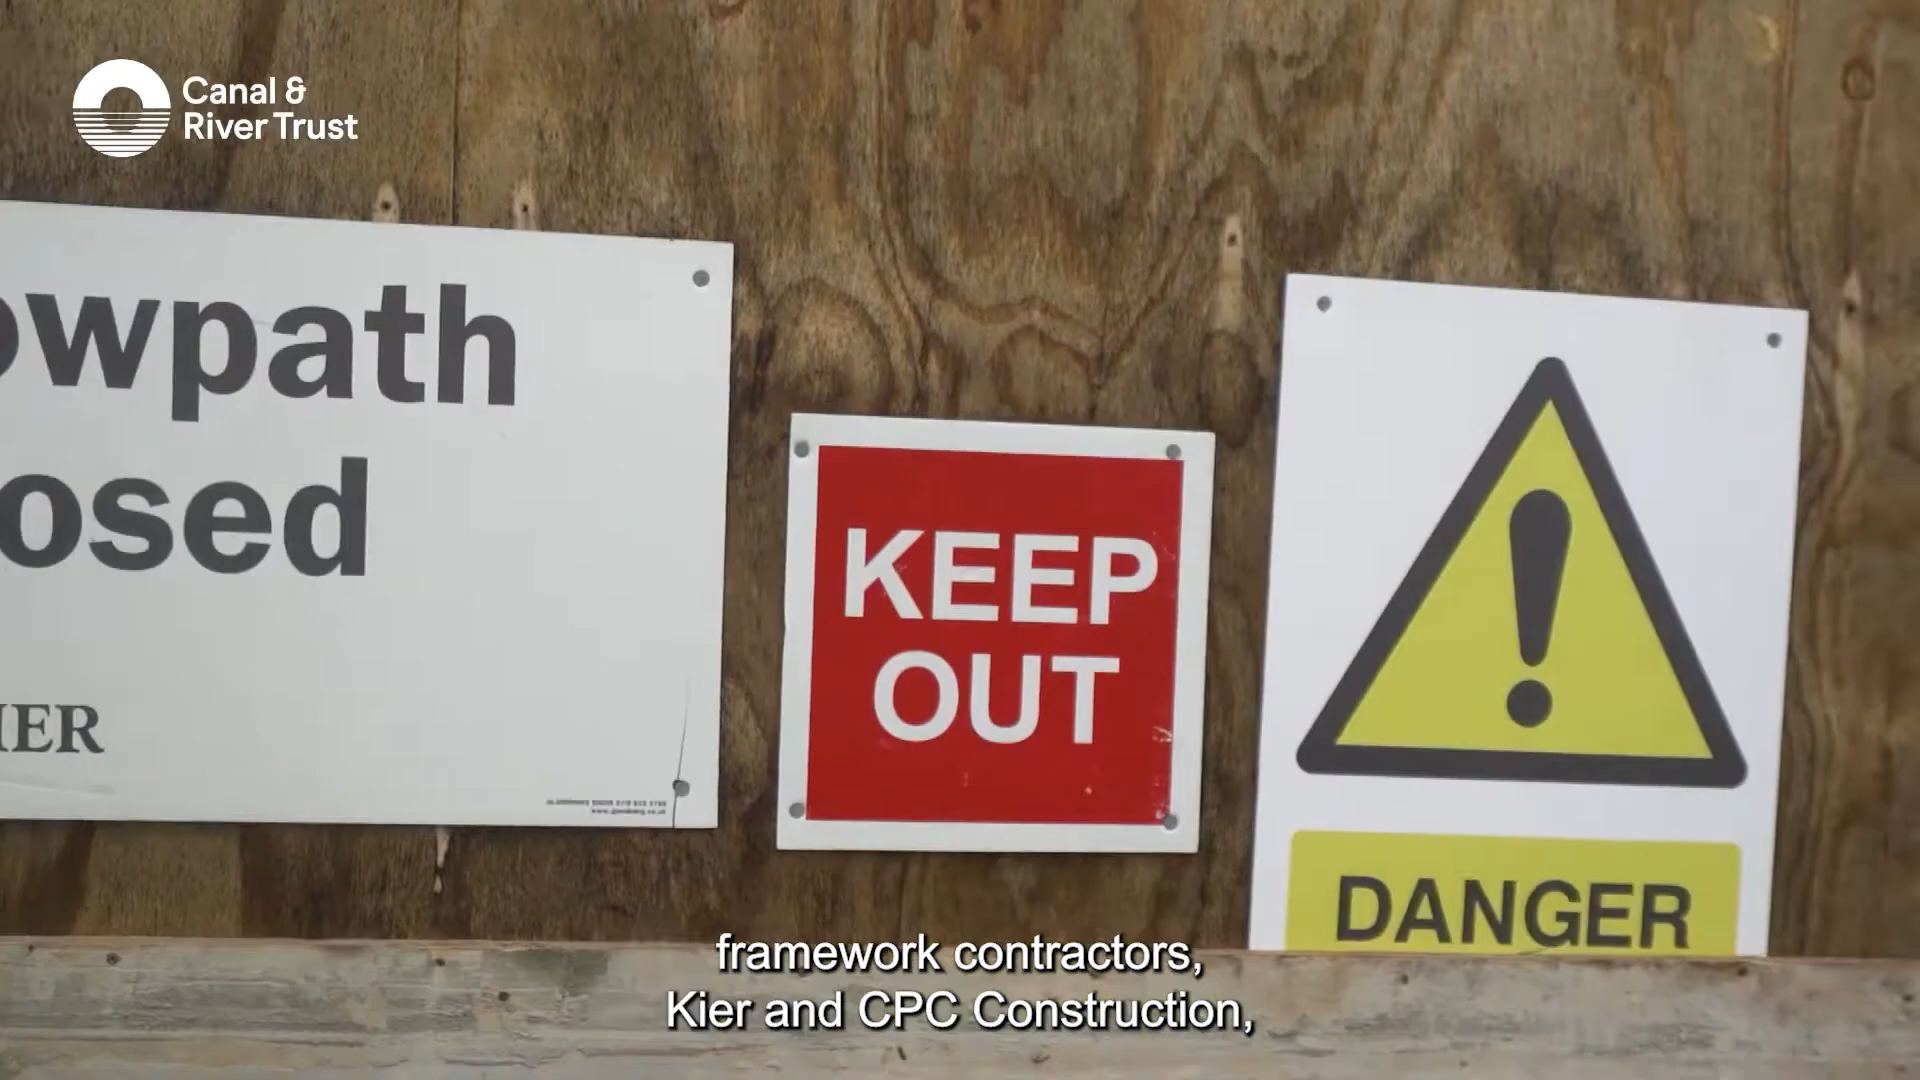 Canal &
River Trust
owpath
osed
IER
KEEP
OUT
DANGER
framework contractors,
Kier and CPC Construction,